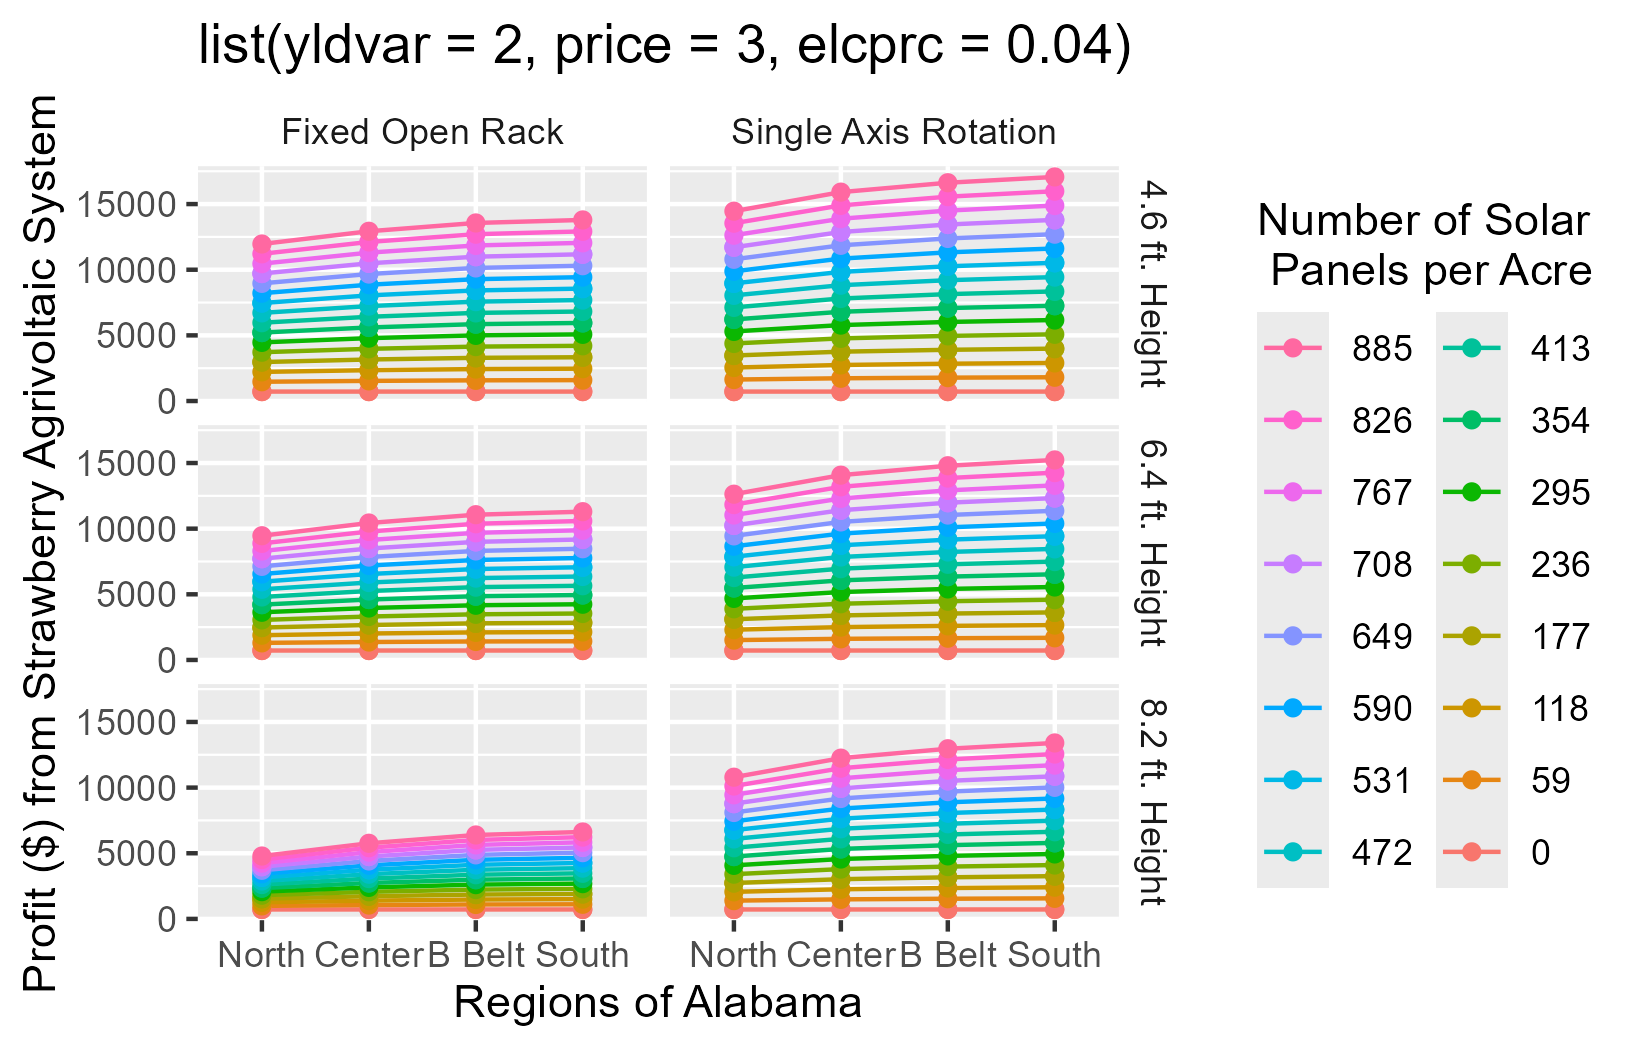 list(yldvar = 2, price = 3, elcprc = 0.04)
Profit ($) from Strawberry Agrivoltaic System
Fixed Open Rack
Single Axis Rotation
15000
10000
5000
0
4.6 ft. Height
15000
10000
5000
0
6.4 ft. Height
15000
10000
5000
0
8.2 ft. Height
North Center B Belt South
North Center B Belt South
Regions of Alabama
Number of Solar
Panels per Acre
885 413
826 354
767 295
708 236
649 177
590 118
531 59
472 0